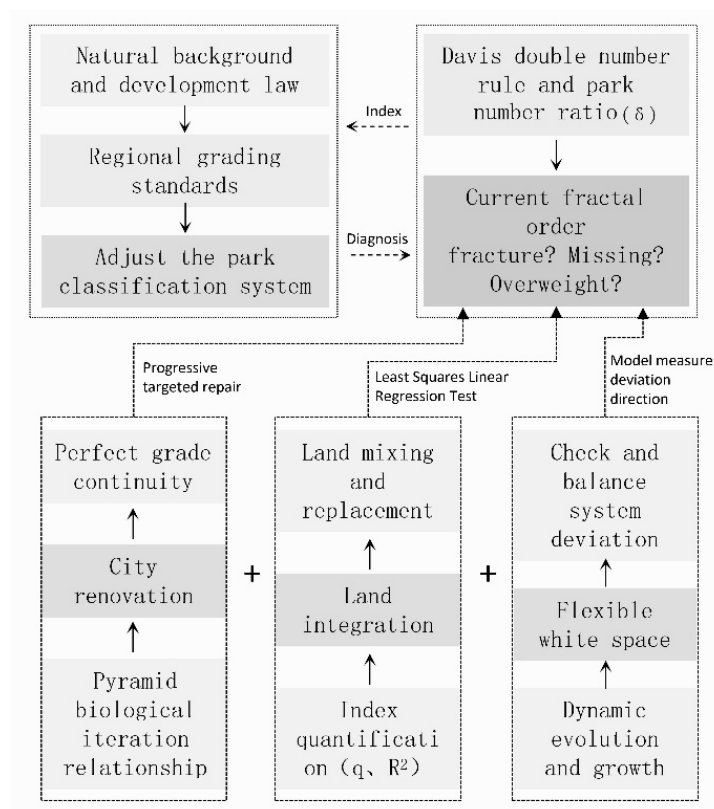 Natural background
and development law
Regional grading
standards
Adjust the park
classification system
Index
Diagnosis
Davis double number
rule and park
number ratio(δ)
Current fractal
order
fracture? Missing?
Overweight?
Progressive
targeted repair
Least Squares Linear
Regression Test
Model measure
deviation
direction
Perfect grade
continuity
City
renovation
Pyramid
biological
iteration
relationship
+
Land mixing
and
replacement
Land
integration
Index
quantificati
on (q、R²)
+
Check and
balance
system
deviation
Flexible
white space
Dynamic
evolution
and growth